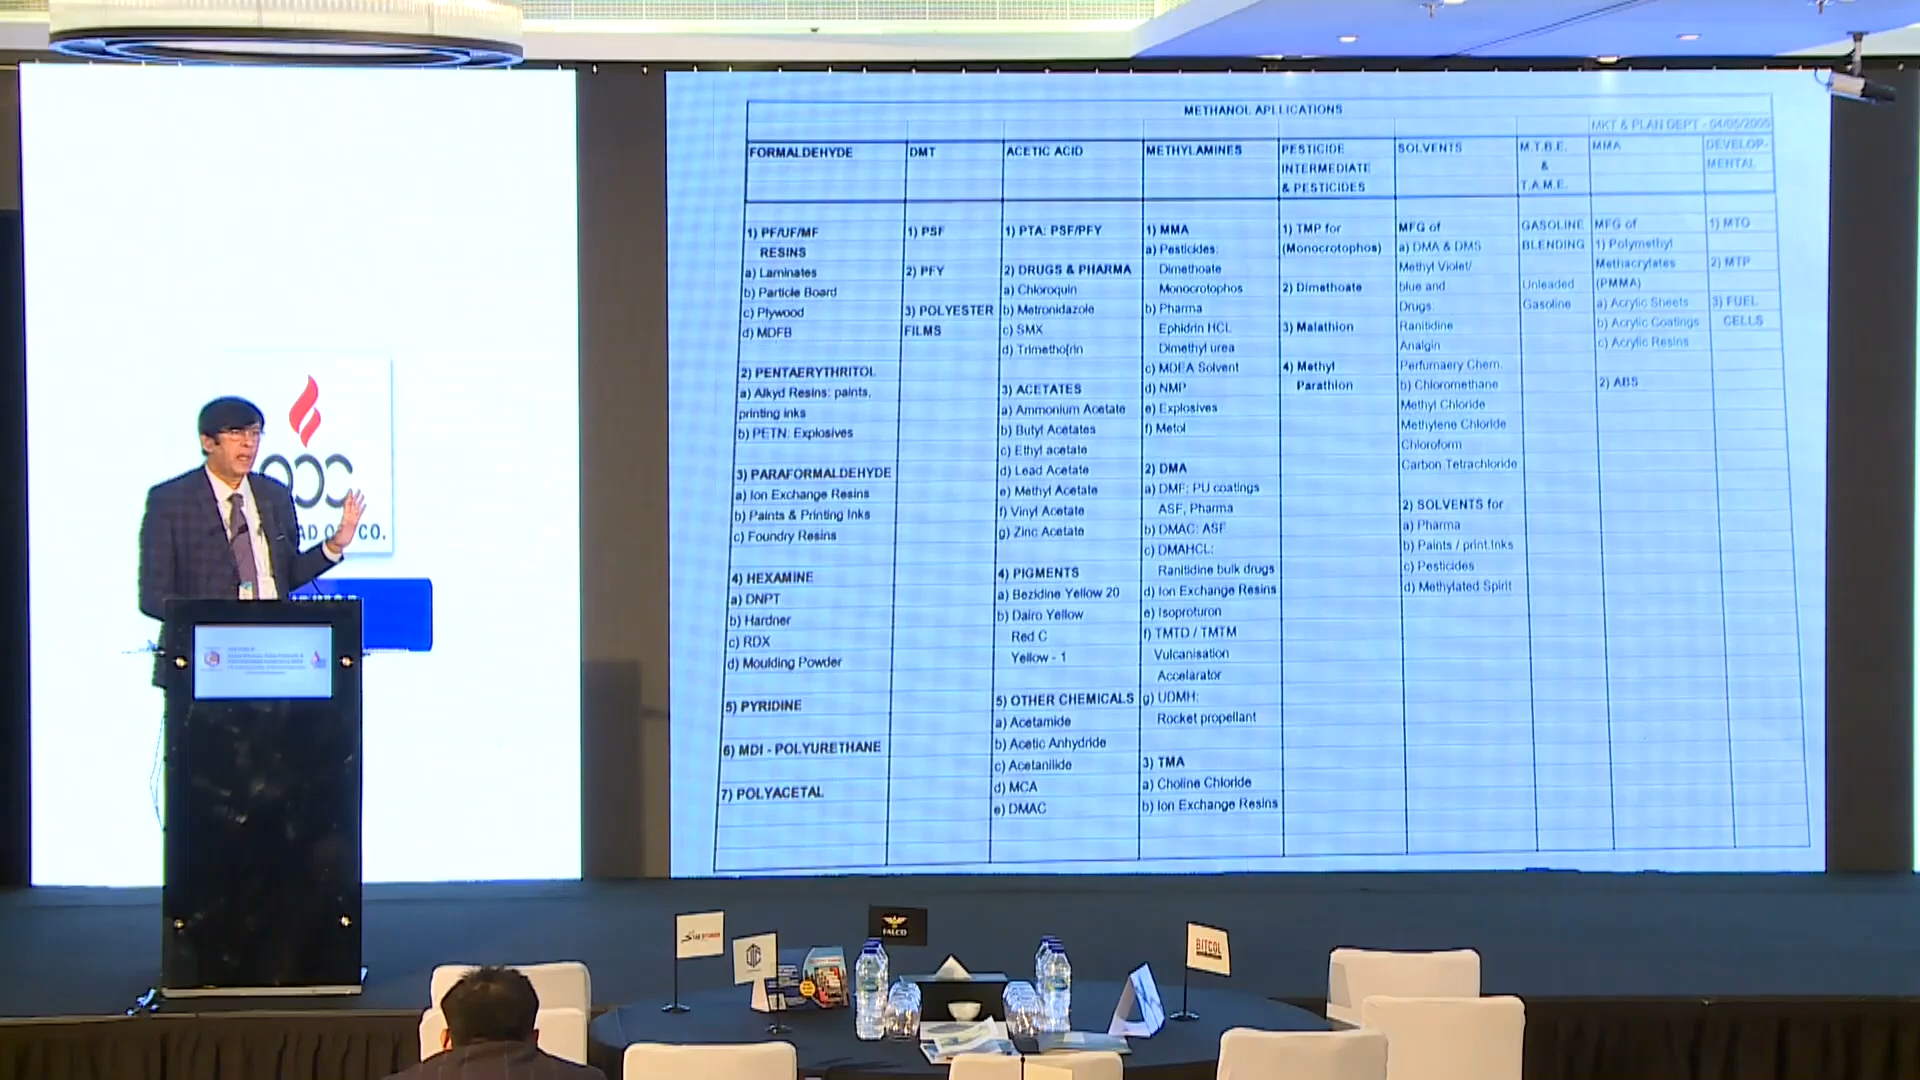 METHANOL APLLICATIONS
MKT & PLAN DEPT - 04/05/2005
FORMALDEHYDE
DMT
ACETIC ACID
METHYLAMINES
PESTICIDE
INTERMEDIATE
& PESTICIDES
SOLVENTS
M.T.B.E.
&
T.A.M.E.
MMA
DEVELOP-
MENTAL
1) PF/UF/MF
RESINS
a) Laminates
b) Particle Board
c) Plywood
d) MDFB
2) PENTAERYTHRITOL
a) Alkyd Resins: paints,
printing inks
b) PETN: Explosives
3) PARAFORMALDEHYDE
a) Ion Exchange Resins
b) Paints & Printing Inks
c) Foundry Resins
4) HEXAMINE
a) DNPT
b) Hardner
c) RDX
d) Moulding Powder
5) PYRIDINE
6) MDI - POLYURETHANE
7) POLYACETAL
1) PSF
2) PFY
3) POLYESTER
FILMS
1) PTA: PSF/PFY
2) DRUGS & PHARMA
a) Chloroquin
b) Metronidazole
c) SMX
d) Trimetho[rin
3) ACETATES
a) Ammonium Acetate
b) Butyl Acetates
c) Ethyl acetate
d) Lead Acetate
e) Methyl Acetate
f) Vinyl Acetate
g) Zinc Acetate
4) PIGMENTS
a) Bezidine Yellow 20
b) Dairo Yellow
Red C
Yellow - 1
5) OTHER CHEMICALS
a) Acetamide
b) Acetic Anhydride
c) Acetanilide
d) MCA
e) DMAC
1) MMA
a) Pesticides:
Dimethoate
Monocrotophos
b) Pharma
Ephidrin HCL
Dimethyl urea
c) MDEA Solvent
d) NMP
e) Explosives
f) Metol
2) DMA
a) DMF: PU coatings
ASF, Pharma
b) DMAC: ASF
c) DMAHCL:
Ranitidine bulk drugs
d) Ion Exchange Resins
e) Isoproturon
f) TMTD / TMTM
Vulcanisation
Accelarator
g) UDMH:
Rocket propellant
3) TMA
a) Choline Chloride
b) Ion Exchange Resins
1) TMP for
(Monocrotophos)
2) Dimethoate
3) Malathion
4) Methyl
Parathion
MFG of
a) DMA & DMS
Methyl Violet/
blue and
Drugs:
Ranitidine
Analgin
Perfumaery Chem.
b) Chloromethane
Methyl Chloride
Methylene Chloride
Chloroform
Carbon Tetrachloride
2) SOLVENTS for
a) Pharma
b) Paints / print.Inks
c) Pesticides
d) Methylated Spirit
GASOLINE
BLENDING
Unleaded
Gasoline
MFG of
1) Polymethyl
Methacrylates
(PMMA)
a) Acrylic Sheets
b) Acrylic Coatings
c) Acrylic Resins
2) ABS
1) MTO
2) MTP
3) FUEL
CELLS
CO.
FALCO
BITCOL